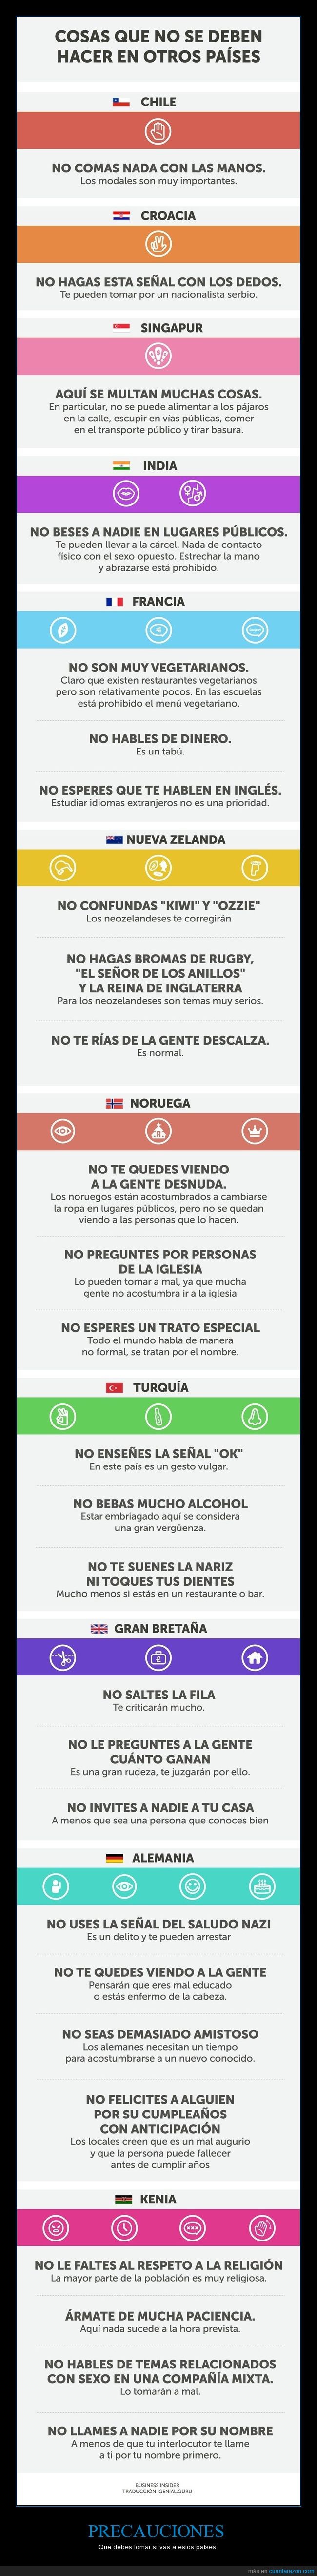 COSAS QUE NO SE DEBEN
HACER EN OTROS PAÍSES
CHILE
NO COMAS NADA CON LAS MANOS.
Los modales son muy importantes.
CROACIA
NO HAGAS ESTA SEÑAL CON LOS DEDOS.
Te pueden tomar por un nacionalista serbio.
SINGAPUR
AQUÍ SE MULTAN MUCHAS COSAS.
En particular, no se puede alimentar a los pájaros
en la calle, escupir en vías públicas, comer
en el transporte público y tirar basura.
INDIA
NO BESES A NADIE EN LUGARES PÚBLICOS.
Te pueden llevar a la cárcel. Nada de contacto
físico con el sexo opuesto. Estrechar la mano
y abrazarse está prohibido.
FRANCIA
NO SON MUY VEGETARIANOS.
Claro que existen restaurantes vegetarianos
pero son relativamente pocos. En las escuelas
está prohibido el menú vegetariano.
NO HABLES DE DINERO.
Es un tabú.
NO ESPERES QUE TE HABLEN EN INGLÉS.
Estudiar idiomas extranjeros no es una prioridad.
NUEVA ZELANDA
NO CONFUNDAS "KIWI" Y "OZZIE"
Los neozelandeses te corregirán
NO HAGAS BROMAS DE RUGBY,
"EL SEÑOR DE LOS ANILLOS"
Y LA REINA DE INGLATERRA
Para los neozelandeses son temas muy serios.
NO TE RÍAS DE LA GENTE DESCALZA.
Es normal.
NORUEGA
NO TE QUEDES VIENDO
A LA GENTE DESNUDA.
Los noruegos están acostumbrados a cambiarse
la ropa en lugares públicos, pero no se quedan
viendo a las personas que lo hacen.
NO PREGUNTES POR PERSONAS
DE LA IGLESIA
Lo pueden tomar a mal, ya que mucha
gente no acostumbra ir a la iglesia
NO ESPERES UN TRATO ESPECIAL
Todo el mundo habla de manera
no formal, se tratan por el nombre.
TURQUÍA
NO ENSEÑES LA SEÑAL "OK"
En este país es un gesto vulgar.
NO BEBAS MUCHO ALCOHOL
Estar embriagado aquí se considera
una gran vergüenza.
NO TE SUENES LA NARIZ
NI TOQUES TUS DIENTES
Mucho menos si estás en un restaurante o bar.
GRAN BRETAÑA
NO SALTES LA FILA
Te criticarán mucho.
NO LE PREGUNTES A LA GENTE
CUÁNTO GANAN
Es una gran rudeza, te juzgarán por ello.
NO INVITES A NADIE A TU CASA
A menos que sea una persona que conoces bien
ALEMANIA
NO USES LA SEÑAL DEL SALUDO NAZI
Es un delito y te pueden arrestar
NO TE QUEDES VIENDO A LA GENTE
Pensarán que eres mal educado
o estás enfermo de la cabeza.
NO SEAS DEMASIADO AMISTOSO
Los alemanes necesitan un tiempo
para acostumbrarse a un nuevo conocido.
NO FELICITES A ALGUIEN
POR SU CUMPLEAÑOS
CON ANTICIPACIÓN
Los locales creen que es un mal augurio
y que la persona puede fallecer
antes de cumplir años
KENIA
NO LE FALTES AL RESPETO A LA RELIGIÓN
La mayor parte de la población es muy religiosa.
ÁRMATE DE MUCHA PACIENCIA.
Aquí nada sucede a la hora prevista.
NO HABLES DE TEMAS RELACIONADOS
CON SEXO EN UNA COMPAÑÍA MIXTA.
Lo tomarán a mal.
NO LLAMES A NADIE POR SU NOMBRE
A menos de que tu interlocutor te llame
a ti por tu nombre primero.
BUSINESS INSIDER
TRADUCCIÓN: GENIAL.GURU
PRECAUCIONES
Que debes tomar si vas a estos países
más en cuantarazon.com